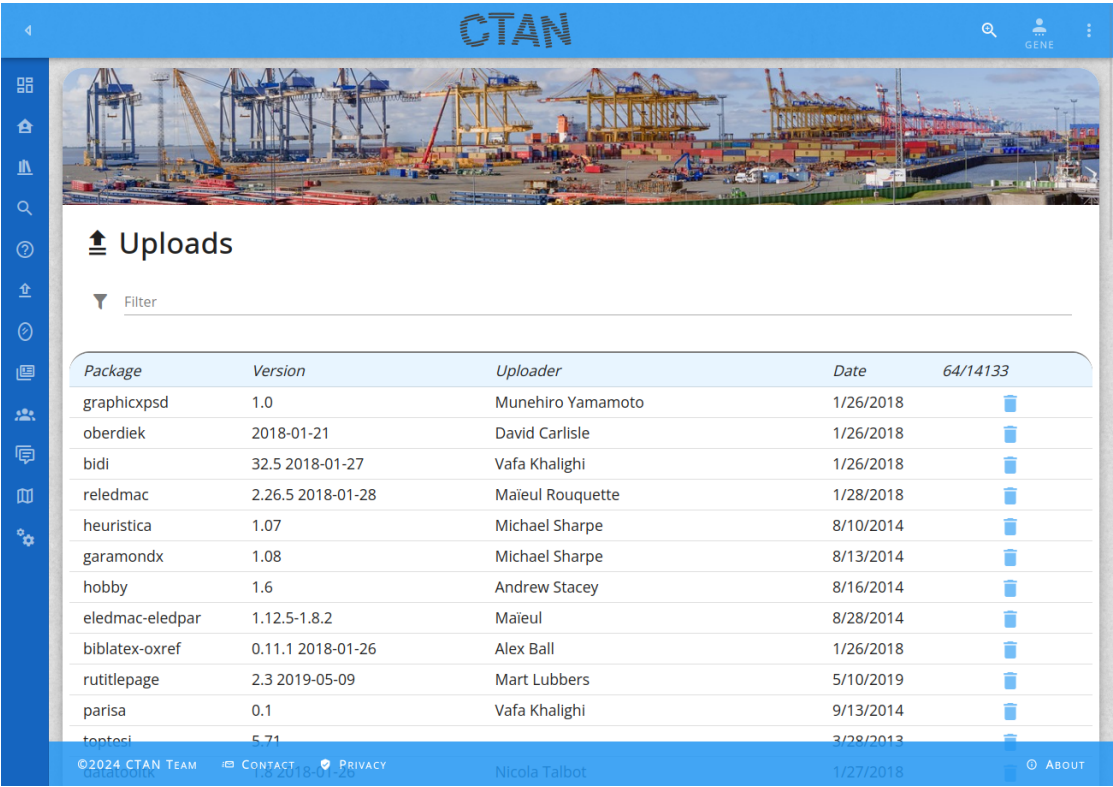 CTAN
GENE
Uploads
Filter
Package Version Uploader Date 64/14133
graphicxpsd 1.0 Munehiro Yamamoto 1/26/2018
oberdiek 2018-01-21 David Carlisle 1/26/2018
bidi 32.5 2018-01-27 Vafa Khalighi 1/26/2018
reledmac 2.26.5 2018-01-28 Maïeul Rouquette 1/28/2018
heuristica 1.07 Michael Sharpe 8/10/2014
garamondx 1.08 Michael Sharpe 8/13/2014
hobby 1.6 Andrew Stacey 8/16/2014
eledmac-eledpar 1.12.5-1.8.2 Maïeul 8/28/2014
biblatex-oxref 0.11.1 2018-01-26 Alex Ball 1/26/2018
rutitlepage 2.3 2019-05-09 Mart Lubbers 5/10/2019
parisa 0.1 Vafa Khalighi 9/13/2014
toptesi 5.71 3/28/2013
©2024 CTAN Team Contact Privacy About
datatooltk 1.8 2018-01-26 Nicola Talbot 1/27/2018